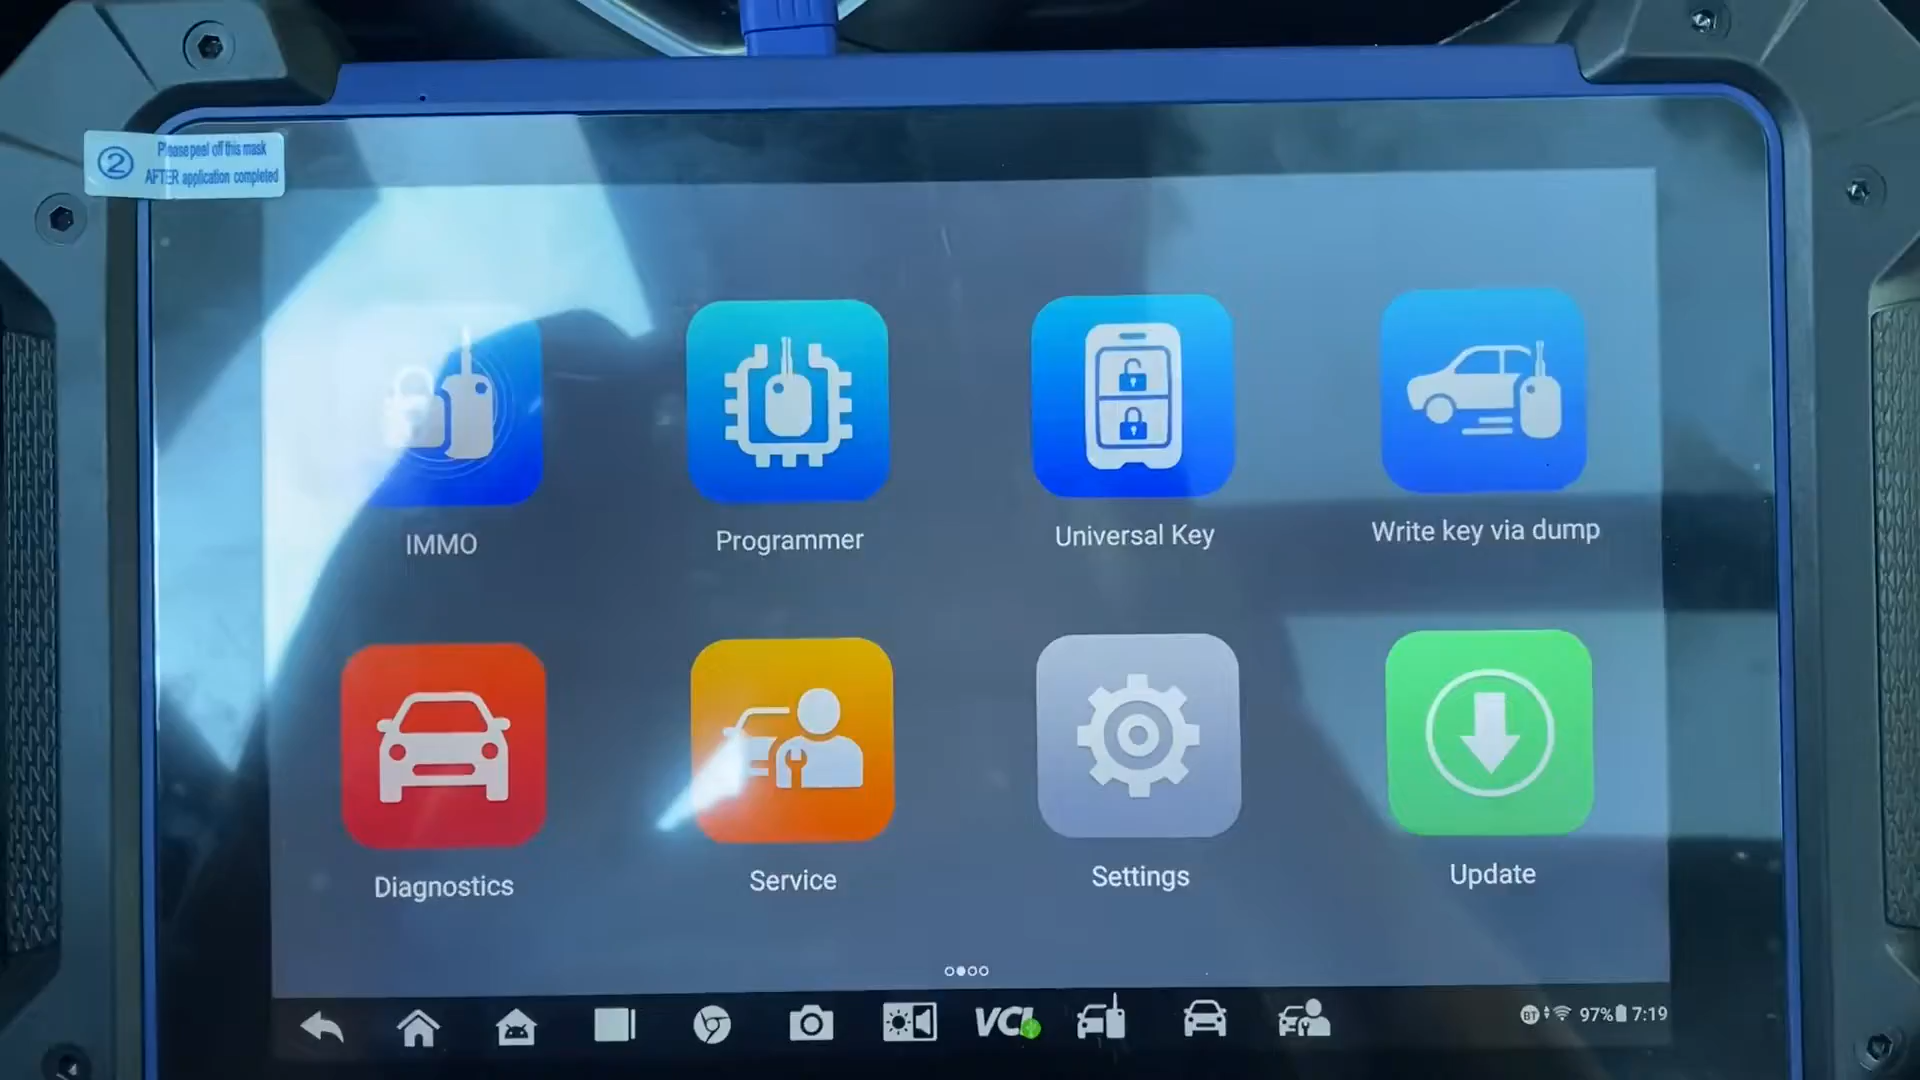 ② Please peel off this mask
AFTER application completed
IMMO
Programmer
Universal Key
Write key via dump
Diagnostics
Service
Settings
Update
VCI
BT 97% 7:19